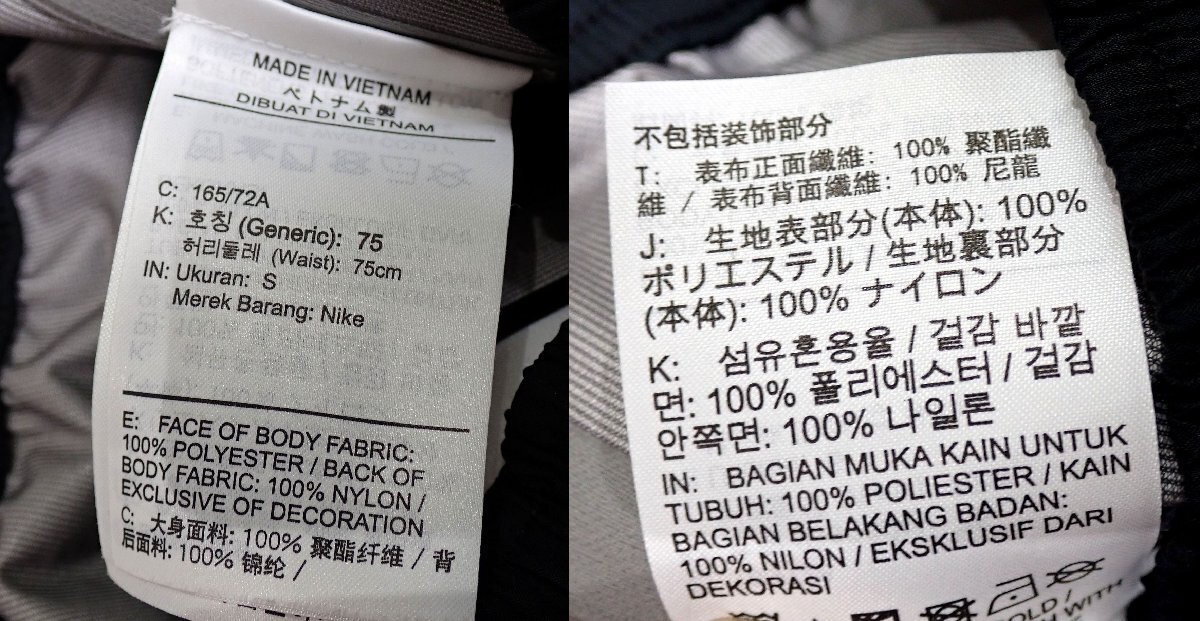 MADE IN VIETNAM
ベトナム製
DIBUAT DI VIETNAM
C: 165/72A
K: 호칭 (Generic): 75
허리둘레 (Waist): 75cm
IN: Ukuran: S
Merek Barang: Nike
E: FACE OF BODY FABRIC:
100% POLYESTER / BACK OF
BODY FABRIC: 100% NYLON /
EXCLUSIVE OF DECORATION
C: 大身面料: 100% 聚酯纤维 / 背
后面料: 100% 锦纶 /
不包括装饰部分
T: 表布正面纖維: 100% 聚酯纖
維 / 表布背面纖維: 100% 尼龍
J: 生地表部分(本体): 100%
ポリエステル / 生地裏部分
(本体): 100% ナイロン
K: 섬유혼용율 / 겉감 바깥
면: 100% 폴리에스터 / 겉감
안쪽면: 100% 나일론
IN: BAGIAN MUKA KAIN UNTUK
TUBUH: 100% POLIESTER / KAIN
BAGIAN BELAKANG BADAN:
100% NILON / EKSKLUSIF DARI
DEKORASI
OLD /
WITH